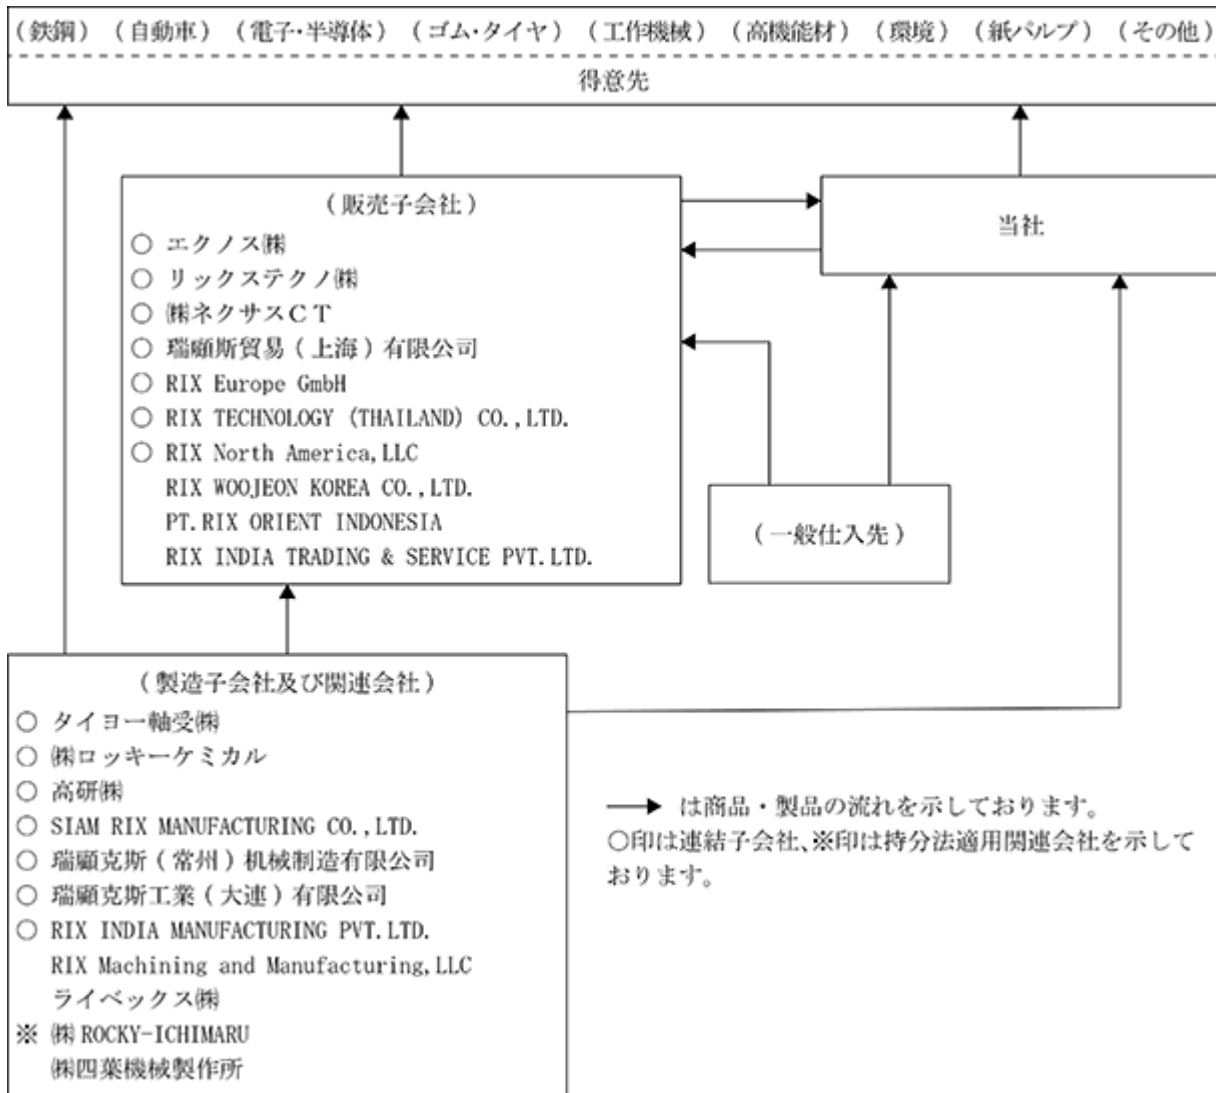 (鉄鋼) (自動車) (電子・半導体) (ゴム・タイヤ) (工作機械) (高機能材) (環境) (紙パルプ) (その他)
得意先
(販売子会社)
○ エクノス㈱
○ リックステクノ㈱
○ ㈱ネクサスCT
○ 瑞顧斯貿易(上海)有限公司
○ RIX Europe GmbH
○ RIX TECHNOLOGY (THAILAND) CO.,LTD.
○ RIX North America,LLC
RIX WOOJEON KOREA CO.,LTD.
PT.RIX ORIENT INDONESIA
RIX INDIA TRADING & SERVICE PVT.LTD.
当社
(一般仕入先)
(製造子会社及び関連会社)
○ タイヨー軸受㈱
○ ㈱ロッキーケミカル
○ 高研㈱
○ SIAM RIX MANUFACTURING CO.,LTD.
○ 瑞顧克斯(常州)机械制造有限公司
○ 瑞顧克斯工業(大連)有限公司
○ RIX INDIA MANUFACTURING PVT.LTD.
RIX Machining and Manufacturing,LLC
ライベックス㈱
※ ㈱ROCKY-ICHIMARU
㈱四葉機械製作所
→ は商品・製品の流れを示しております。
○印は連結子会社、※印は持分法適用関連会社を示して
おります。